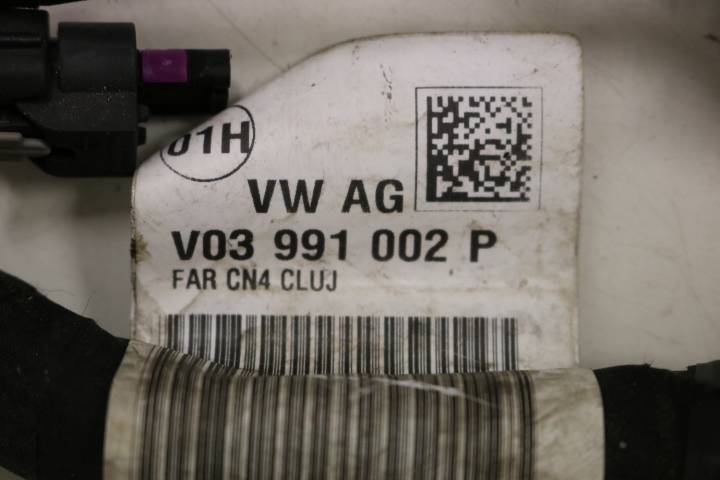 01H
VW AG
V03 991 002 P
FAR CN4 CLUJ